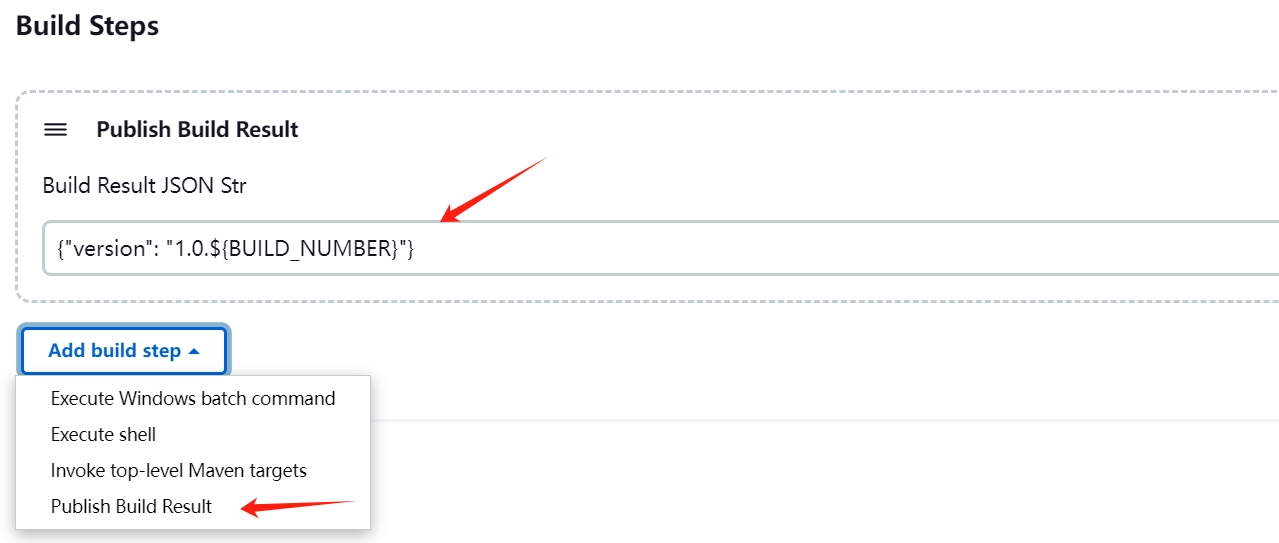 Build Steps
Publish Build Result
Build Result JSON Str
{"version": "1.0.${BUILD_NUMBER}"}
Add build step
Execute Windows batch command
Execute shell
Invoke top-level Maven targets
Publish Build Result